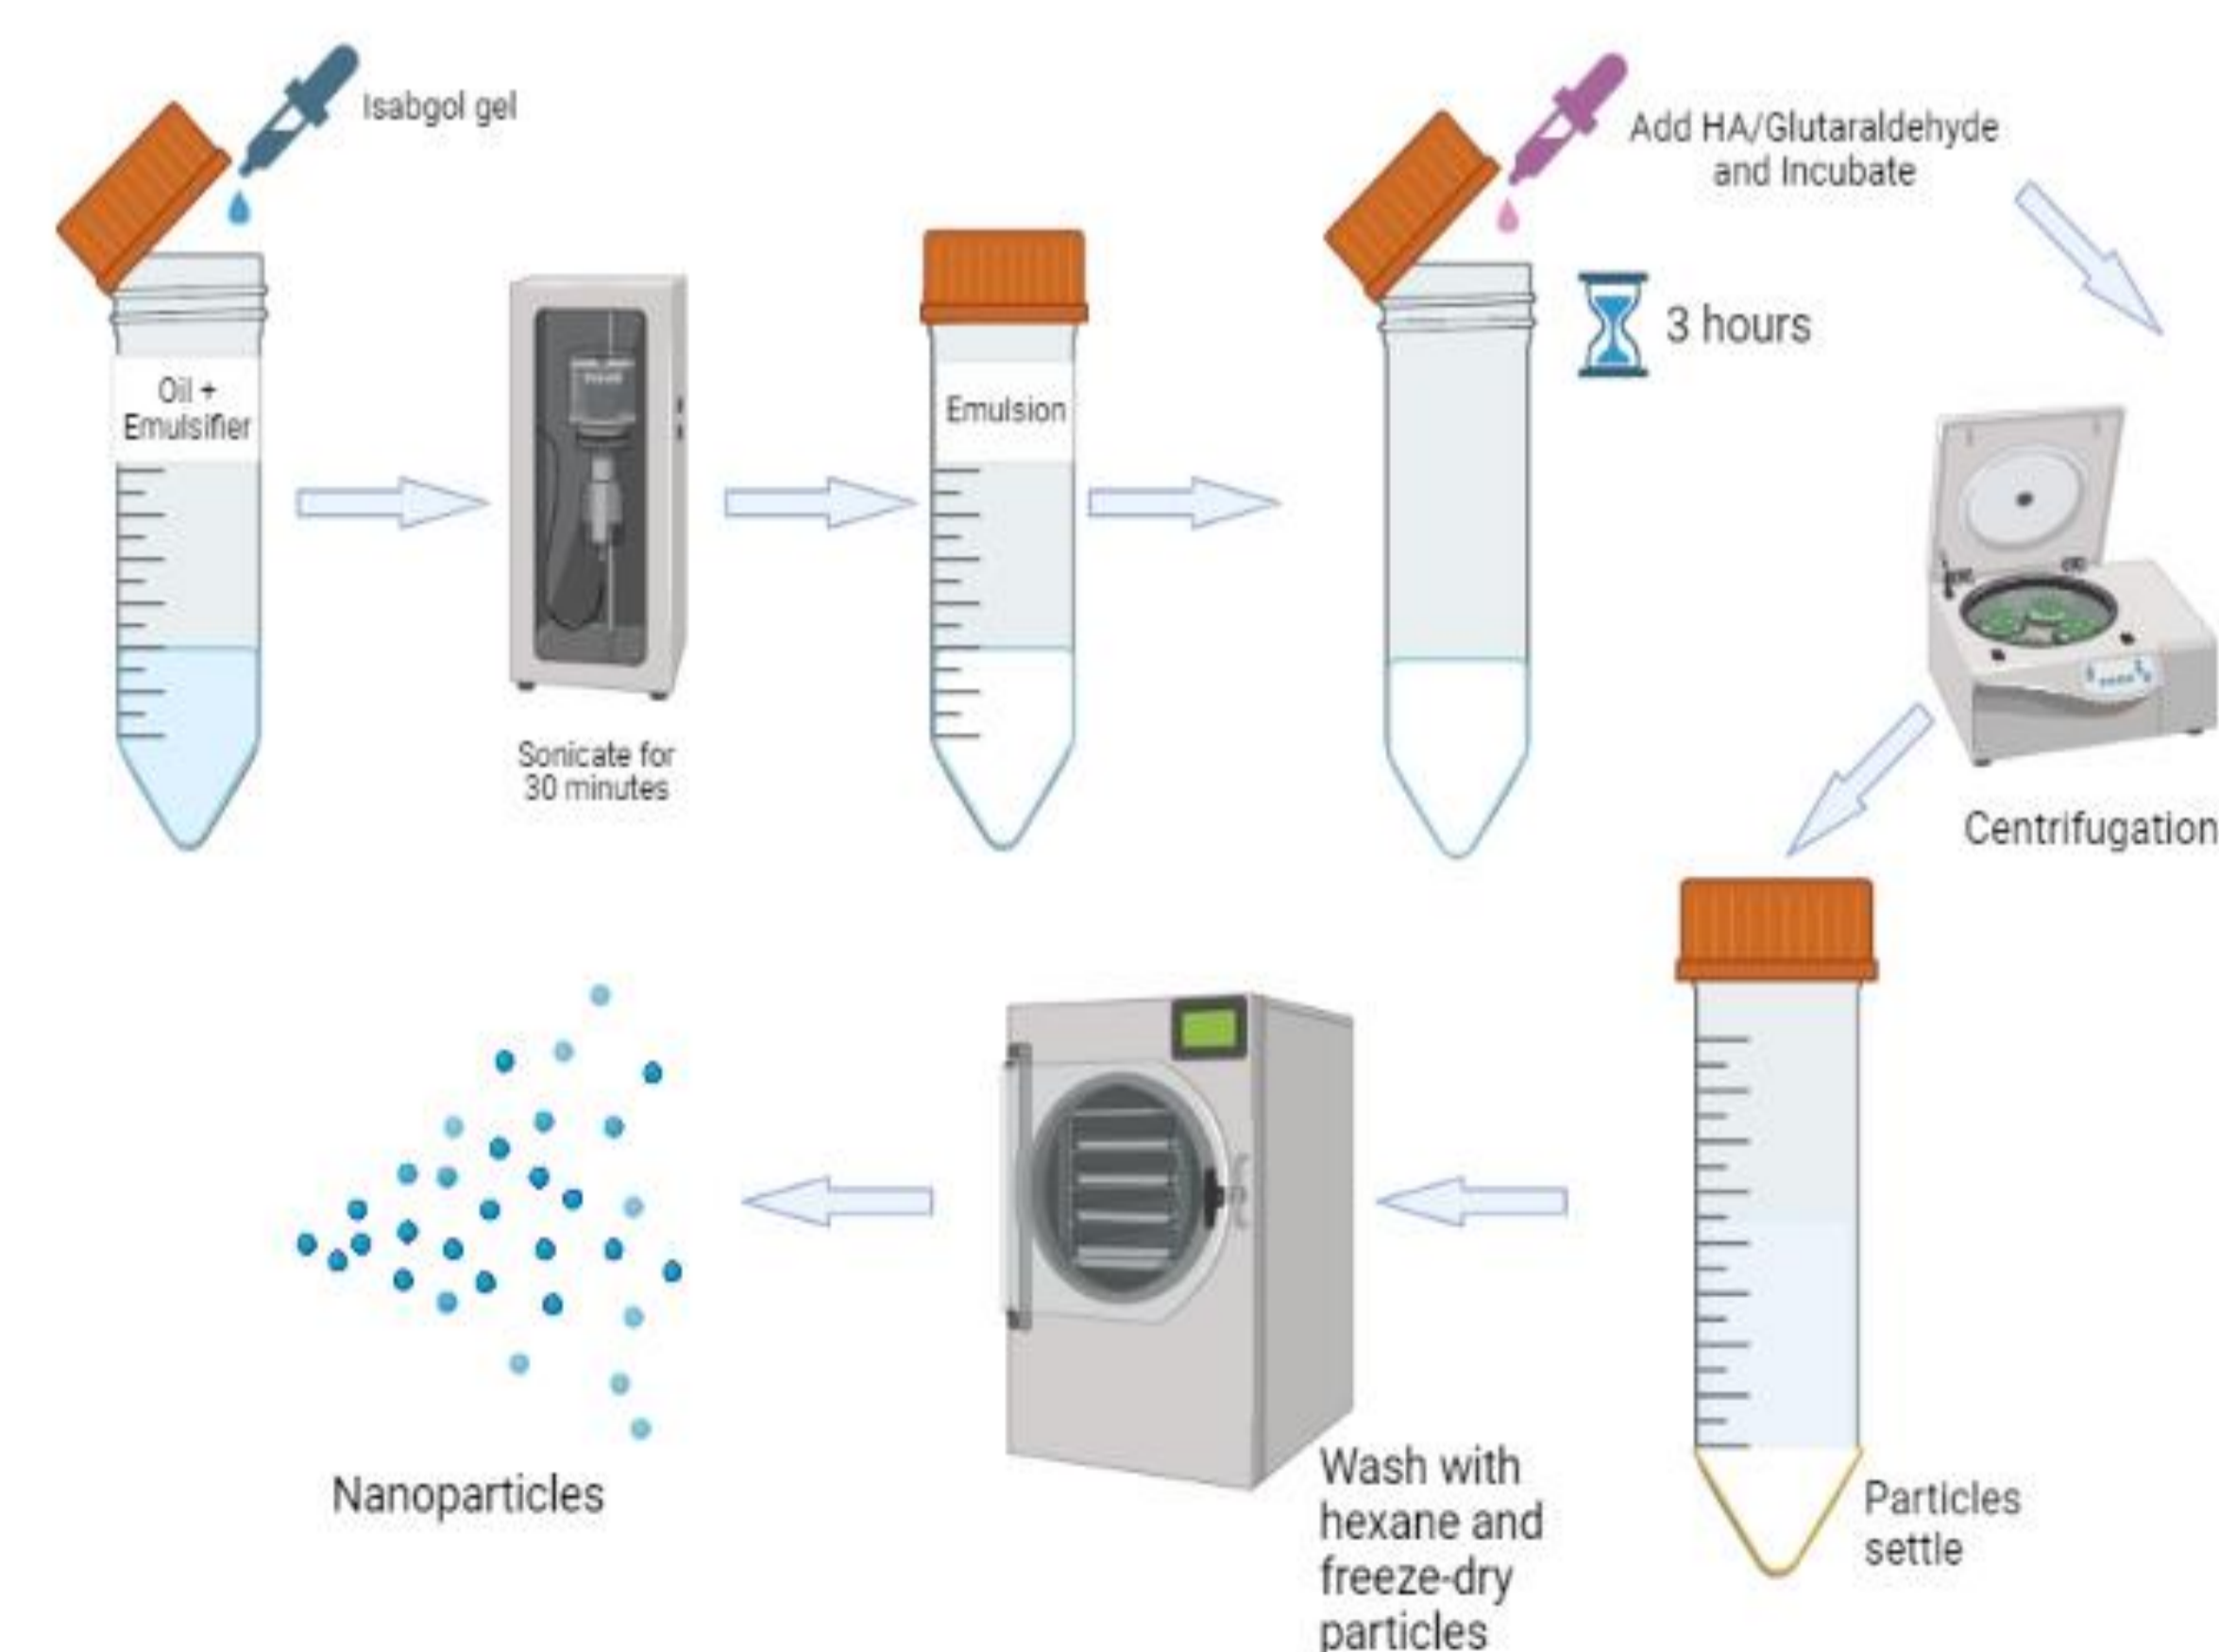 Isabgol gel
Add HA/Glutaraldehyde
and Incubate
3 hours
Oil +
Emulsifier
Emulsion
Sonicate for
30 minutes
Centrifugation
Particles
settle
Wash with
hexane and
freeze-dry
particles
Nanoparticles